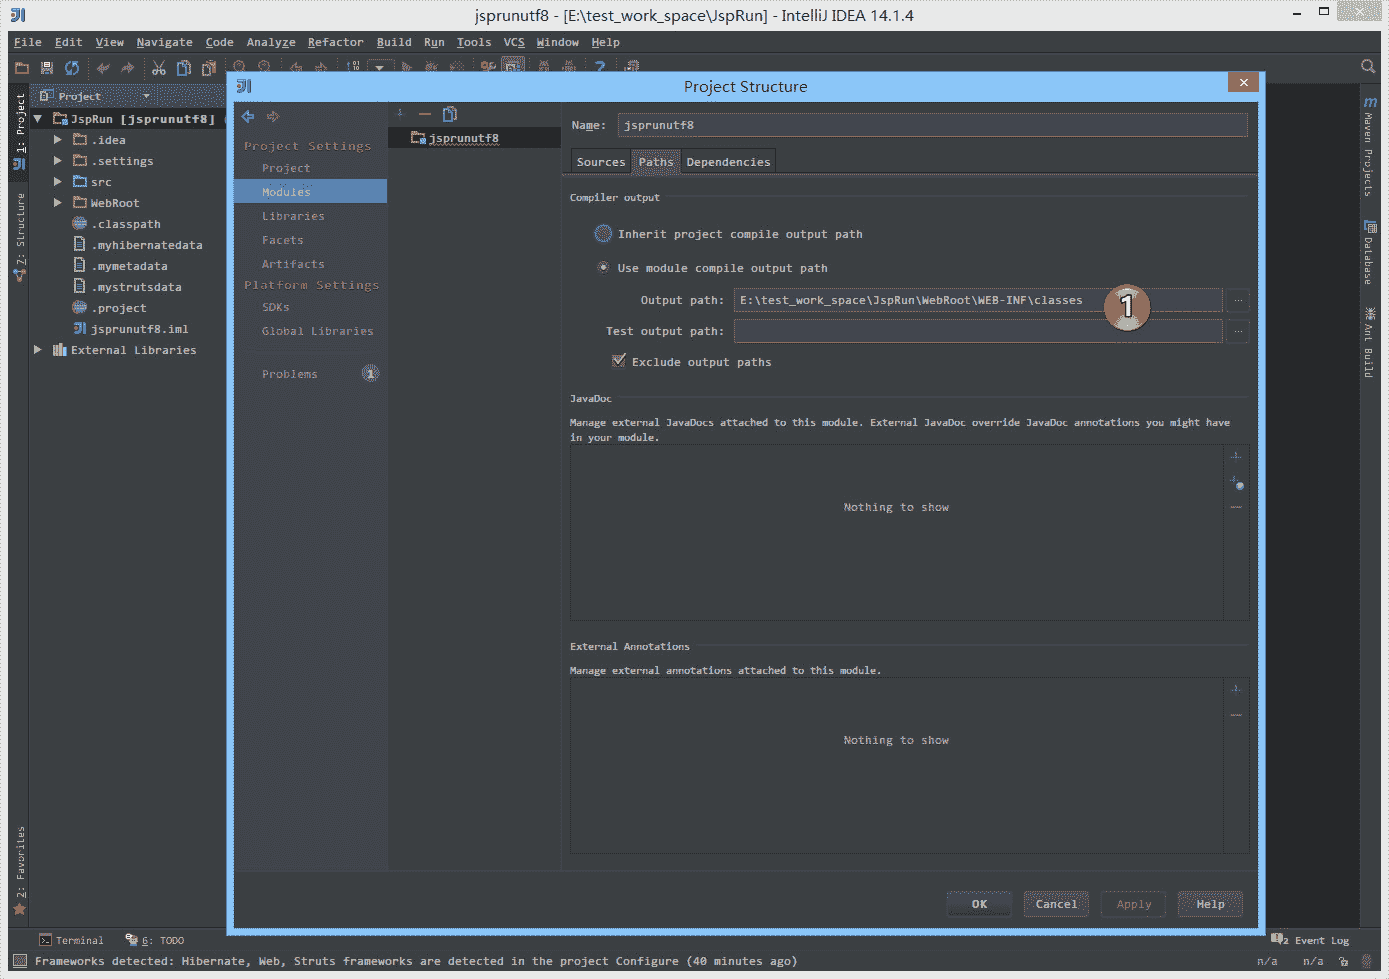 jsprunutf8 - [E:\test_work_space\JspRun] - IntelliJ IDEA 14.1.4
File Edit View Navigate Code Analyze Refactor Build Run Tools VCS Window Help
Project
Project Structure
1: Project
Z: Structure
2: Favorites
JspRun [jsprunutf8]
.idea
.settings
src
WebRoot
.classpath
.myhibernatedata
.mymetadata
.mystrutsdata
.project
jsprunutf8.iml
External Libraries
Project Settings
Project
Modules
Libraries
Facets
Artifacts
Platform Settings
SDKs
Global Libraries
Problems 1
jsprunutf8
Name: jsprunutf8
Sources Paths Dependencies
Compiler output
Inherit project compile output path
Use module compile output path
Output path: E:\test_work_space\JspRun\WebRoot\WEB-INF\classes ...
1
Test output path: ...
Exclude output paths
JavaDoc
Manage external JavaDocs attached to this module. External JavaDoc override JavaDoc annotations you might have
in your module.
Nothing to show
External Annotations
Manage external annotations attached to this module.
Nothing to show
OK Cancel Apply Help
m Maven Projects
Database
Ant Build
Terminal 6: TODO 2 Event Log
Frameworks detected: Hibernate, Web, Struts frameworks are detected in the project Configure (40 minutes ago) n/a n/a